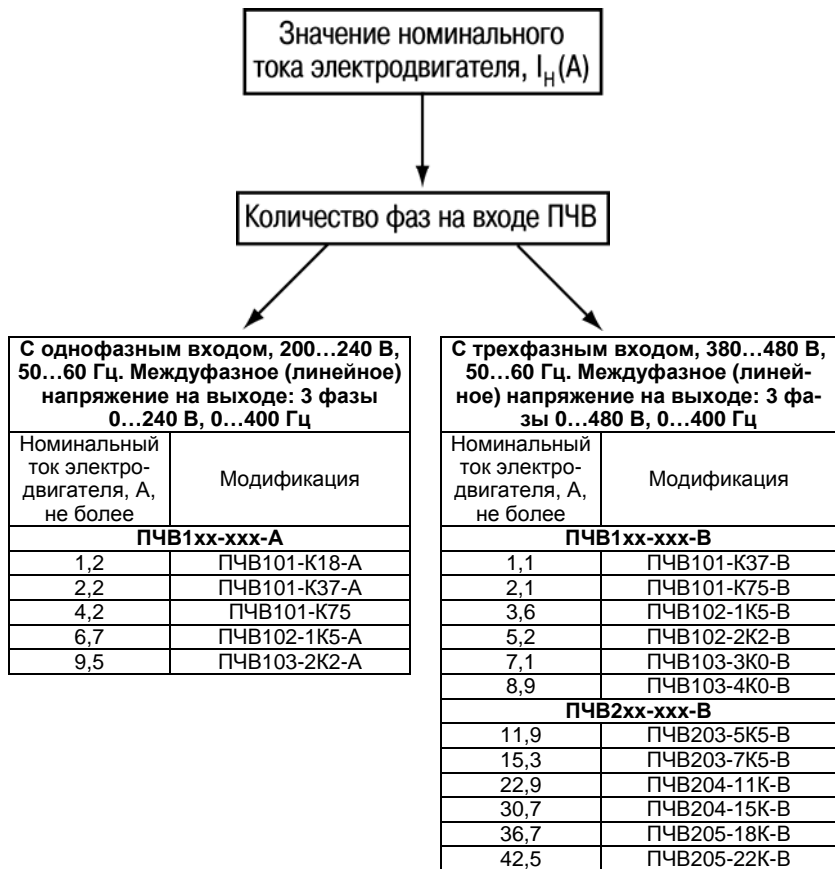 Значение номинального
тока электродвигателя, Iн(А)
Количество фаз на входе ПЧВ
С однофазным входом, 200…240 В,
50…60 Гц. Междуфазное (линейное)
напряжение на выходе: 3 фазы
0…240 В, 0…400 Гц
Номинальный
ток электро-
двигателя, А,
не более
Модификация
ПЧВ1xx-xxx-А
1,2 ПЧВ101-К18-А
2,2 ПЧВ101-К37-А
4,2 ПЧВ101-К75
6,7 ПЧВ102-1К5-А
9,5 ПЧВ103-2К2-А
С трехфазным входом, 380…480 В,
50…60 Гц. Междуфазное (линей-
ное) напряжение на выходе: 3 фа-
зы 0…480 В, 0…400 Гц
Номинальный
ток электро-
двигателя, А,
не более
Модификация
ПЧВ1xx-xxx-В
1,1 ПЧВ101-К37-В
2,1 ПЧВ101-К75-В
3,6 ПЧВ102-1К5-В
5,2 ПЧВ102-2К2-В
7,1 ПЧВ103-3К0-В
8,9 ПЧВ103-4К0-В
ПЧВ2xx-xxx-В
11,9 ПЧВ203-5К5-В
15,3 ПЧВ203-7К5-В
22,9 ПЧВ204-11К-В
30,7 ПЧВ204-15К-В
36,7 ПЧВ205-18К-В
42,5 ПЧВ205-22К-В